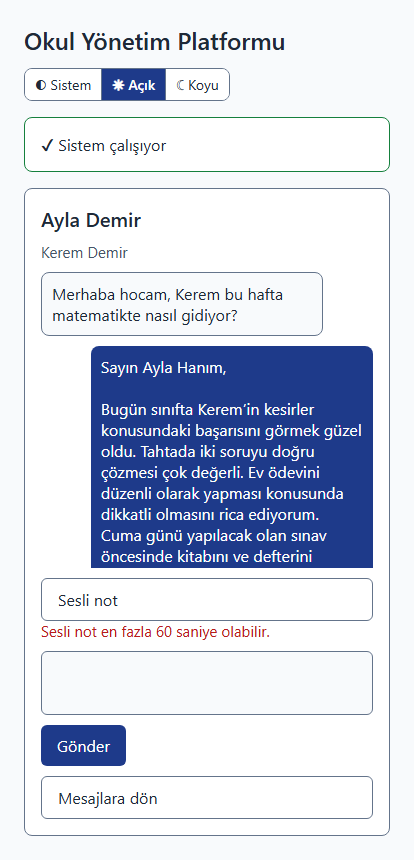 Okul Yönetim Platformu
Sistem
Açık
Koyu
Sistem çalışıyor
Ayla Demir
Kerem Demir
Merhaba hocam, Kerem bu hafta
matematikte nasıl gidiyor?
Sayın Ayla Hanım,
Bugün sınıfta Kerem’in kesirler
konusundaki başarısını görmek güzel
oldu. Tahtada iki soruyu doğru
çözmesi çok değerli. Ev ödevini
düzenli olarak yapması konusunda
dikkatli olmasını rica ediyorum.
Cuma günü yapılacak olan sınav
öncesinde kitabını ve defterini
Sesli not
Sesli not en fazla 60 saniye olabilir.
Gönder
Mesajlara dön